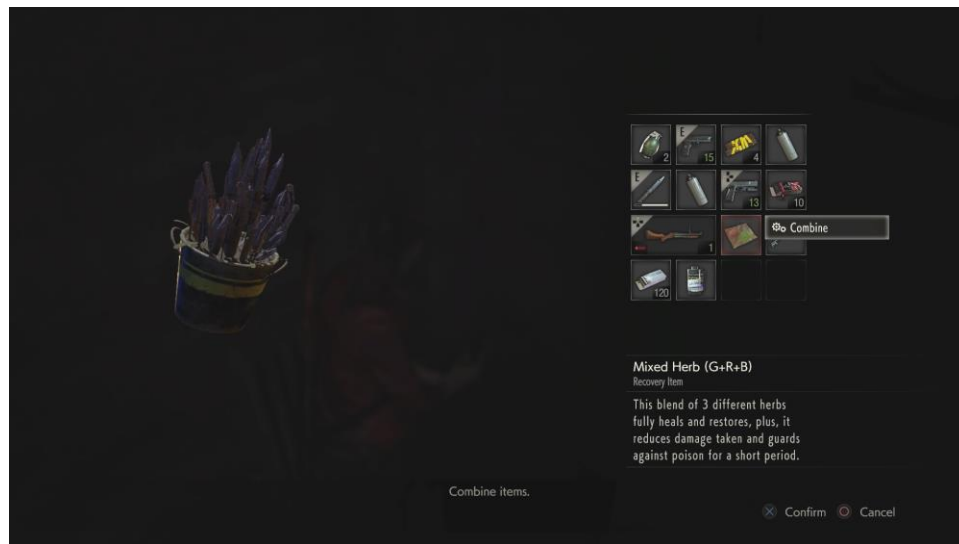 2
E
15
4
E
13
10
1
Combine
120
Mixed Herb (G+R+B)
Recovery Item
This blend of 3 different herbs
fully heals and restores, plus, it
reduces damage taken and guards
against poison for a short period.
Combine items.
Confirm Cancel